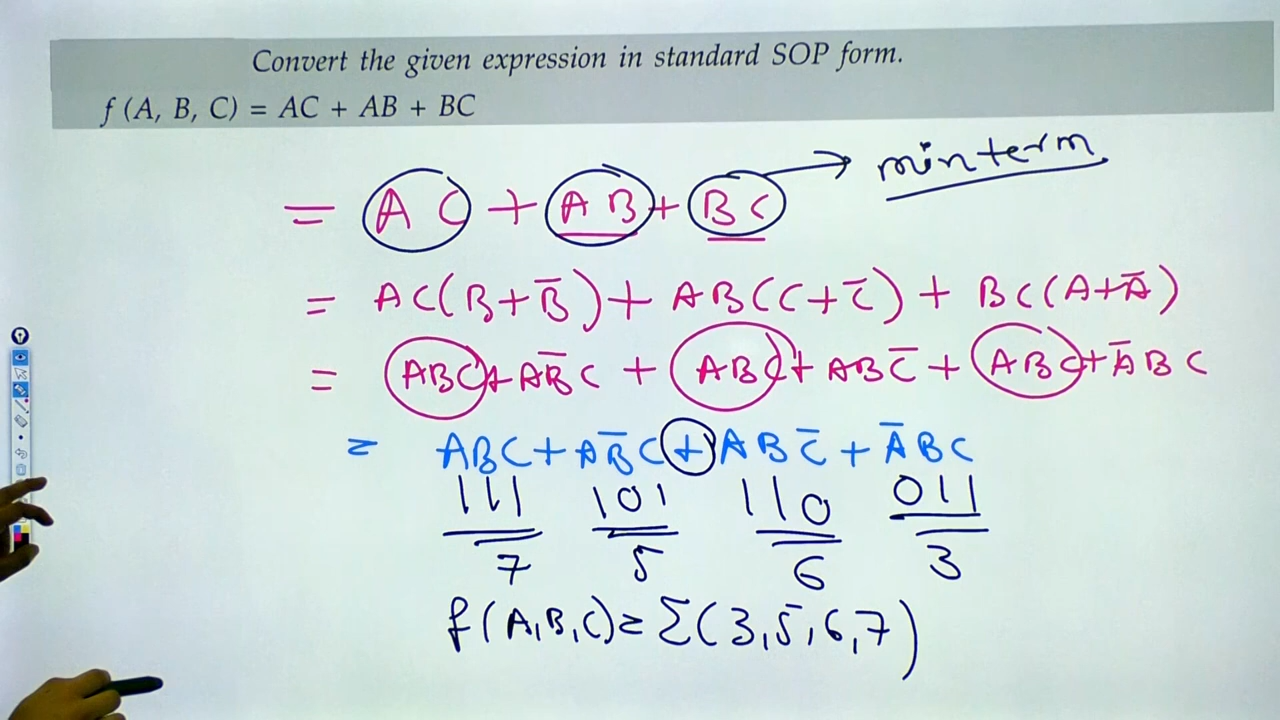 Convert the given expression in standard SOP form.
f (A, B, C) = AC + AB + BC
= AC + AB + BC → minterm
= AC(B+B̅) + AB(C+C̅) + BC(A+A̅)
= ABC+AB̅C + ABC+ABC̅ + ABC+A̅BC
= ABC+AB̅C+ABC̅+A̅BC
111 101 110 011
7 5 6 3
f(A,B,C)=Σ(3,5,6,7)